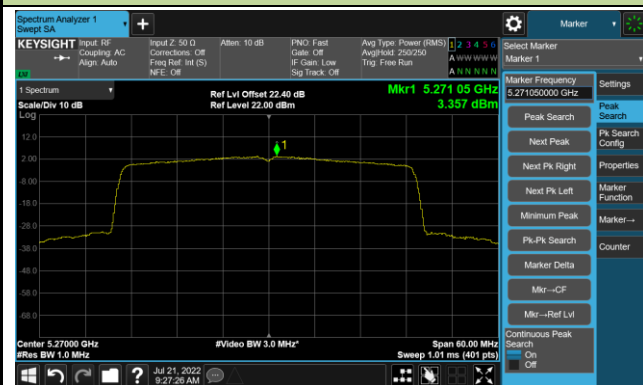 Spectrum Analyzer 1
Swept SA
Marker
KEYSIGHT
Input: RF
Coupling: AC
Align: Auto
Input Z: 50 Ω
Corrections: Off
Freq Ref: Int (S)
NFE: Off
Atten: 10 dB
PNO: Fast
Gate: Off
IF Gain: Low
Sig Track: Off
Avg Type: Power (RMS)
Avg|Hold: 250/250
Trig: Free Run
1 2 3 4 5 6
A W W W W W
A N N N N N
Select Marker
Marker 1
1 Spectrum
Scale/Div 10 dB
Log
Ref Lvl Offset 22.40 dB
Ref Level 22.00 dBm
Mkr1 5.271 05 GHz
3.357 dBm
1
12.0
2.00
-8.00
-18.0
-28.0
-38.0
-48.0
-58.0
-68.0
Center 5.27000 GHz
#Res BW 1.0 MHz
#Video BW 3.0 MHz*
Span 60.00 MHz
Sweep 1.01 ms (401 pts)
Marker Frequency
5.271050000 GHz
Peak Search
Next Peak
Next Pk Right
Next Pk Left
Minimum Peak
Pk-Pk Search
Marker Delta
Mkr→CF
Mkr→Ref Lvl
Continuous Peak
Search
On
Off
Settings
Peak
Search
Pk Search
Config
Properties
Marker
Function
Marker→
Counter
Jul 21, 2022
9:27:26 AM